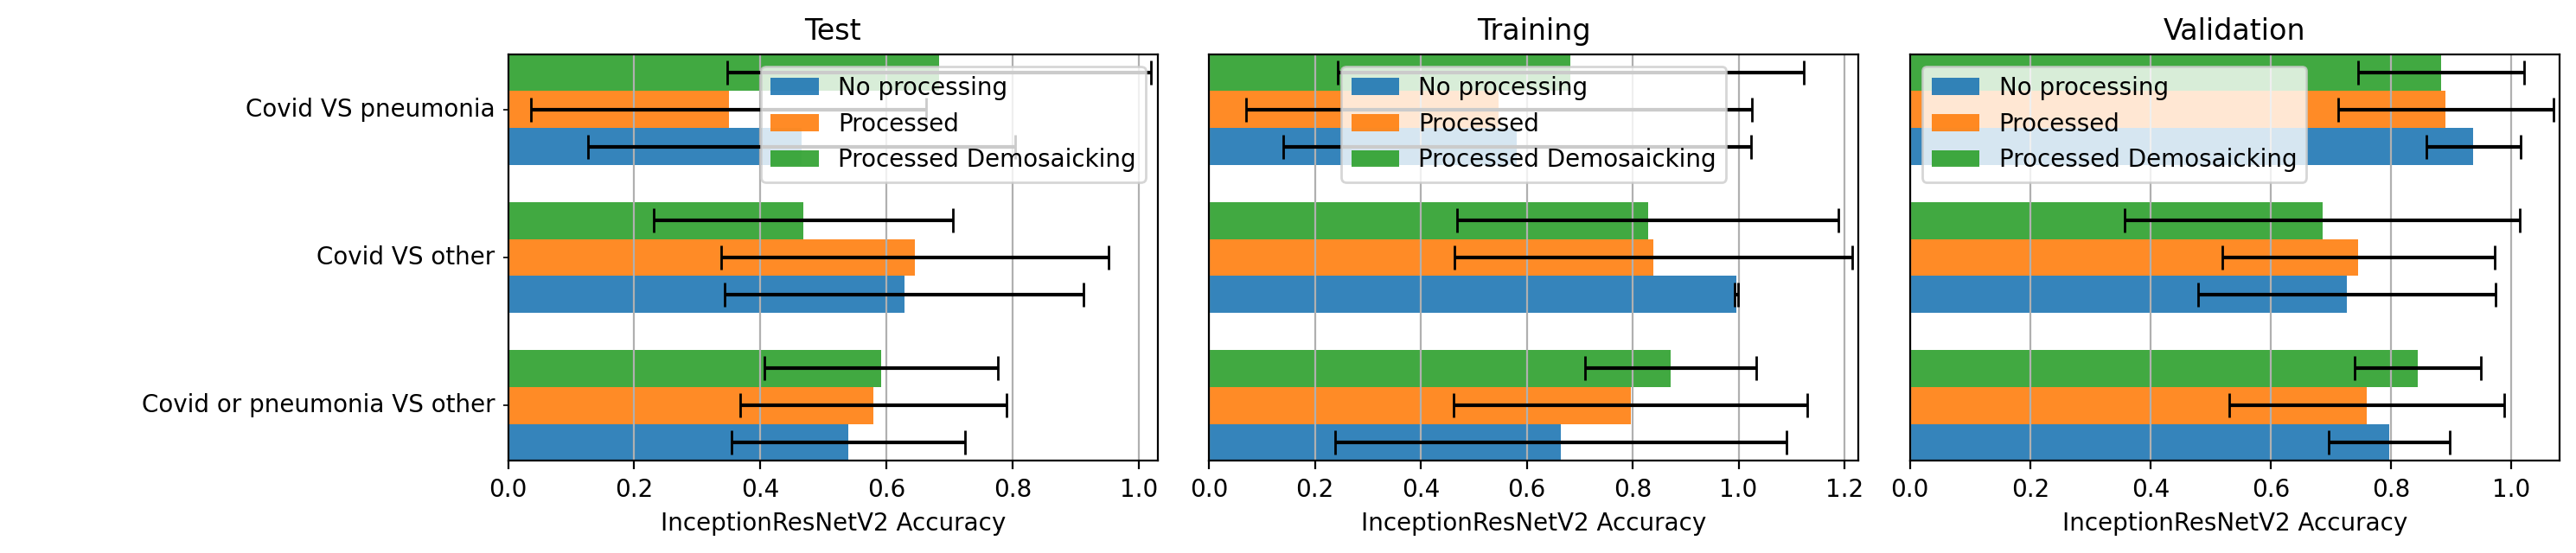 Test
Training
Validation
Covid VS pneumonia
Covid VS other
Covid or pneumonia VS other
No processing
Processed
Processed Demosaicking
No processing
Processed
Processed Demosaicking
No processing
Processed
Processed Demosaicking
0.0 0.2 0.4 0.6 0.8 1.0
0.0 0.2 0.4 0.6 0.8 1.0 1.2
0.0 0.2 0.4 0.6 0.8 1.0
InceptionResNetV2 Accuracy
InceptionResNetV2 Accuracy
InceptionResNetV2 Accuracy